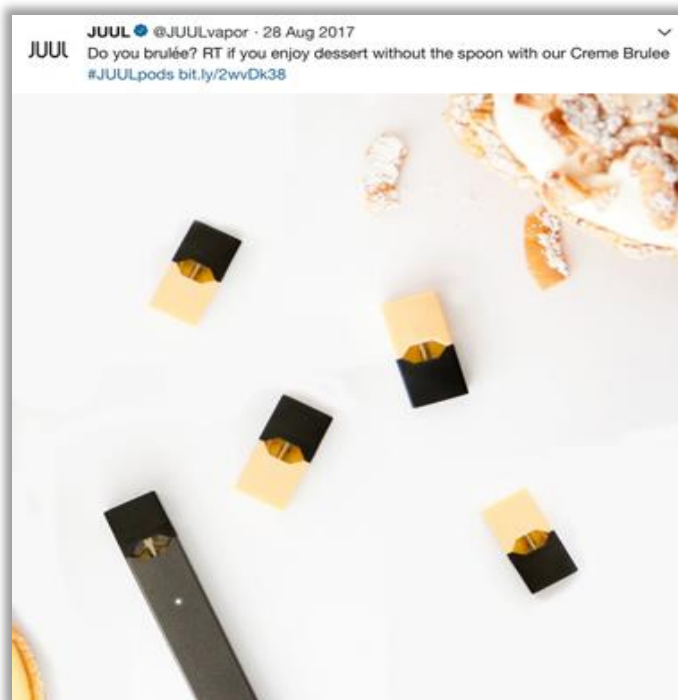 JUUL @JUULvapor · 28 Aug 2017
JUUL
Do you brulée? RT if you enjoy dessert without the spoon with our Creme Brulee
#JUULpods bit.ly/2wvDk38